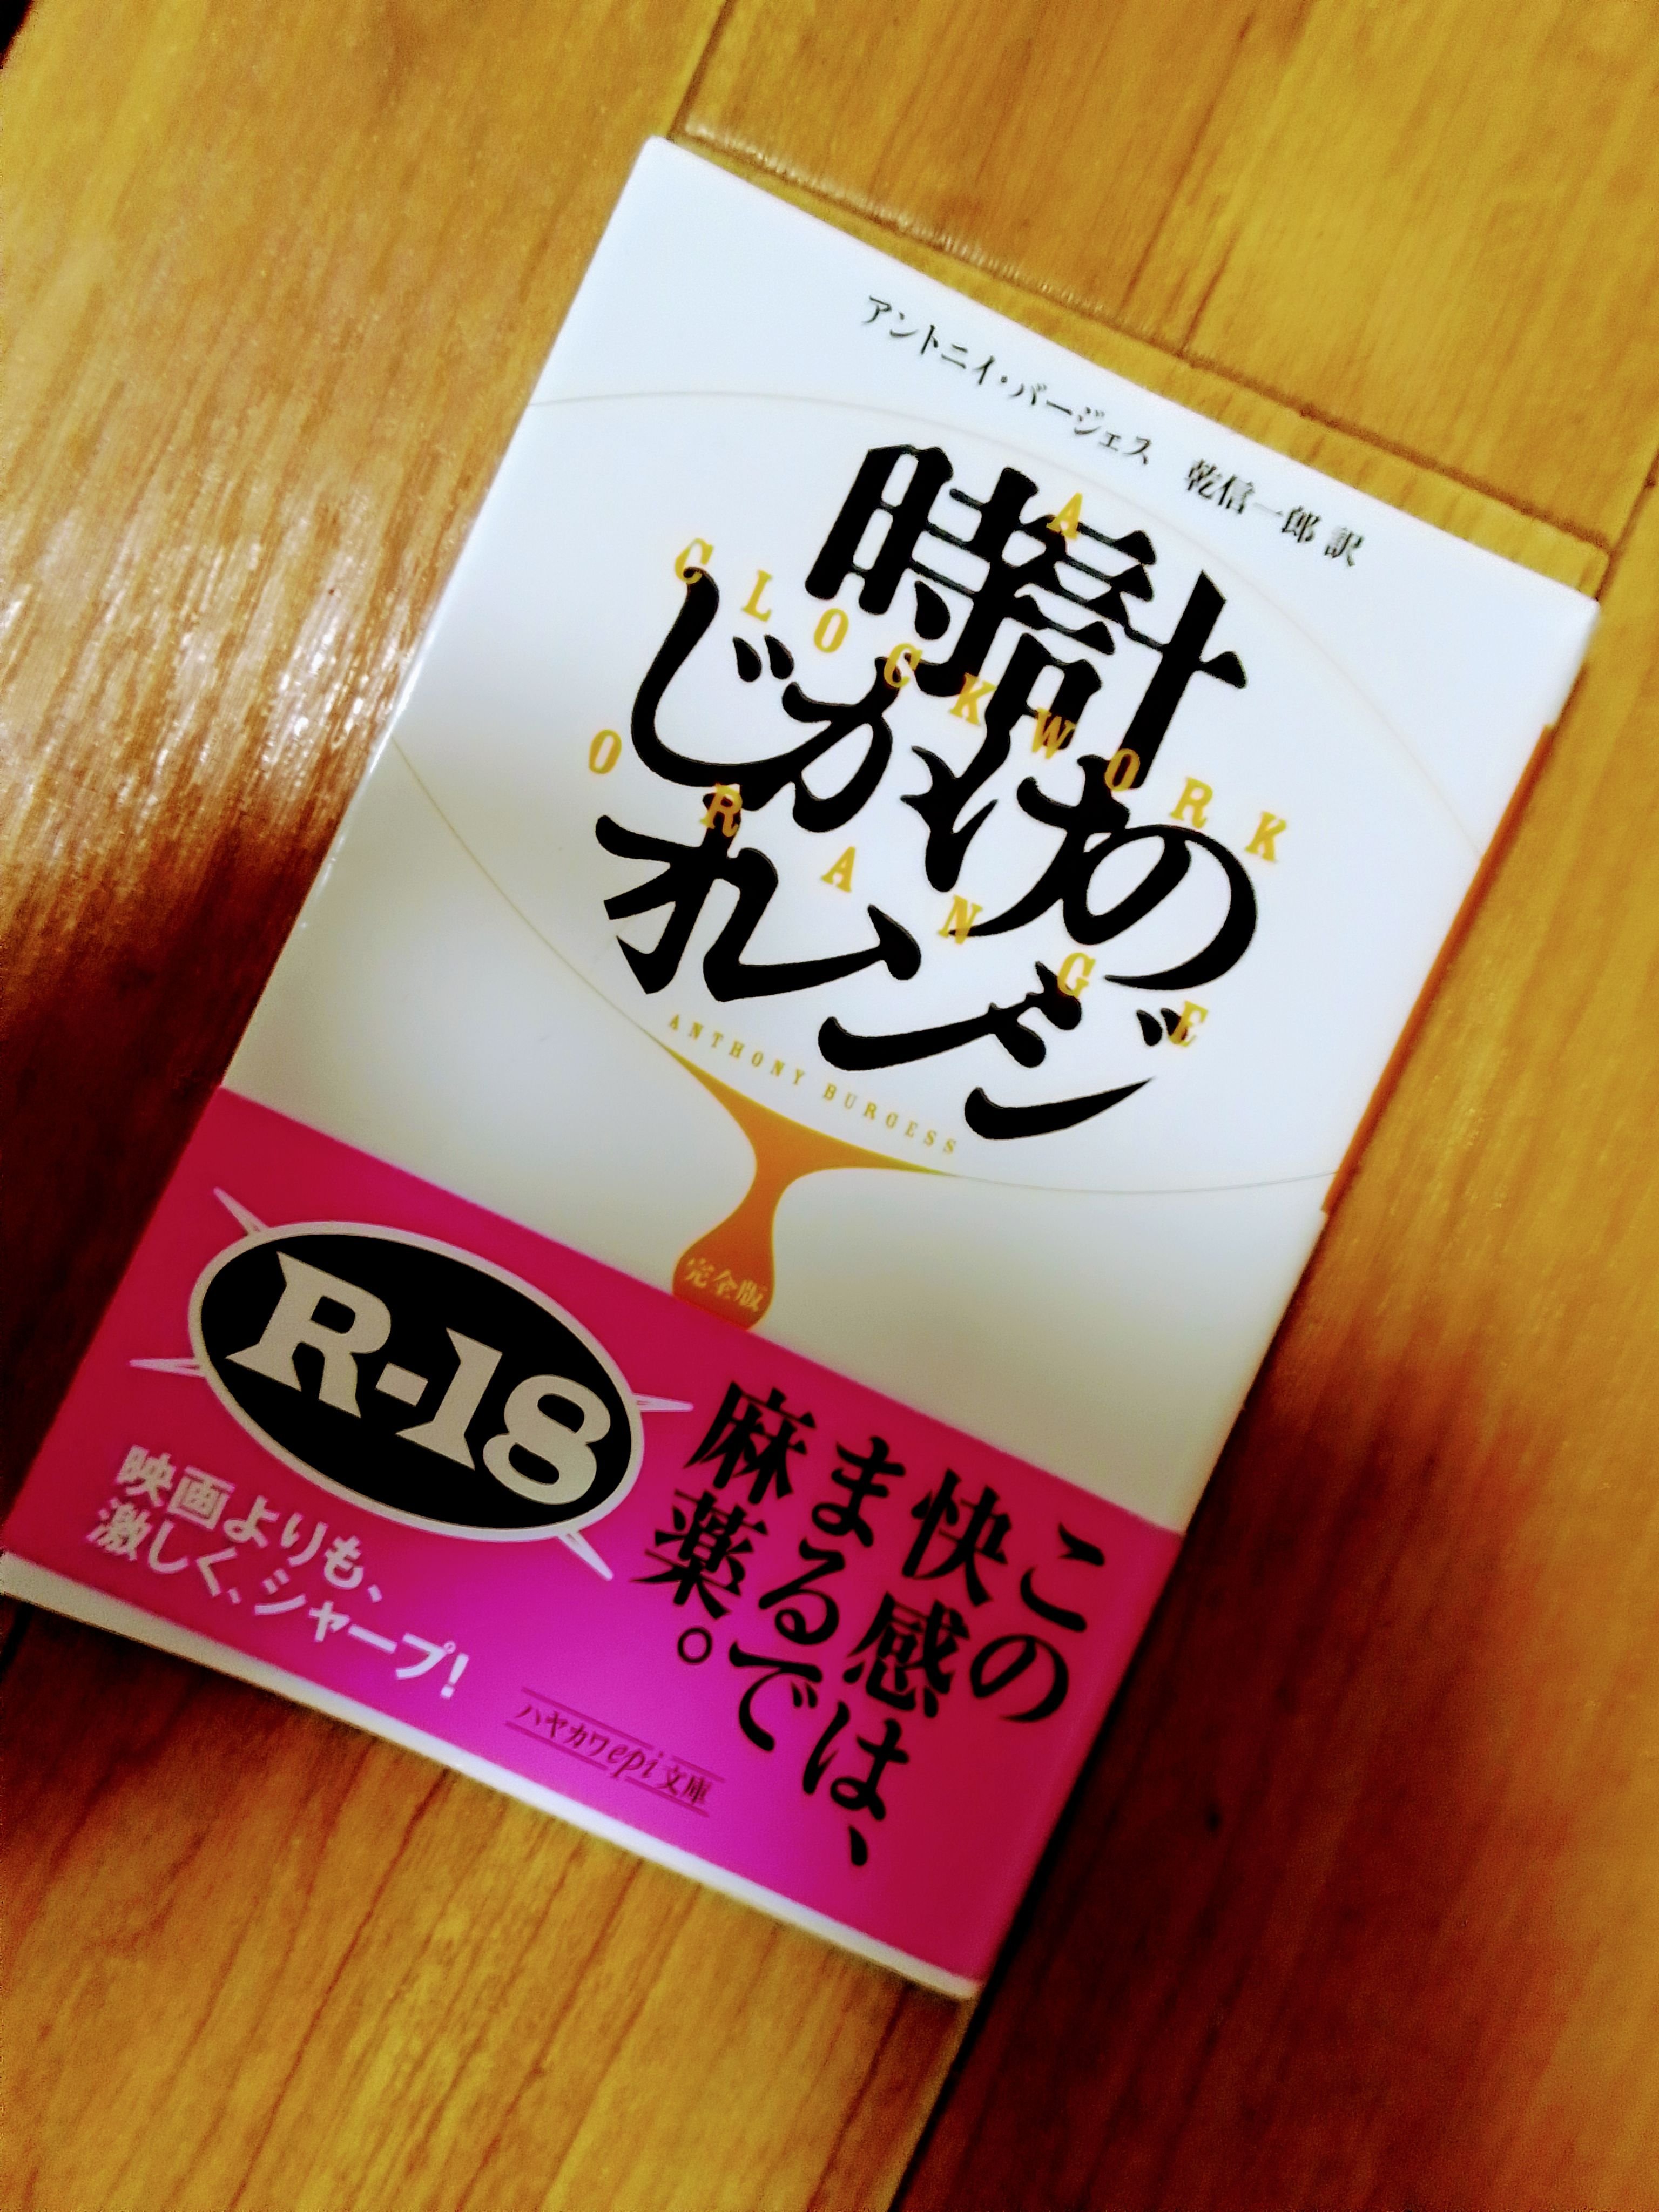 アントニイ・バージェス 乾信一郎 訳
時計
じかけの
オレンジ
A
CLOCKWORK
ORANGE
ANTHONY BURGESS
完全版
R-18
映画よりも、
激しく、シャープ!
この
快感は、
まるで
麻薬。
ハヤカワepi文庫